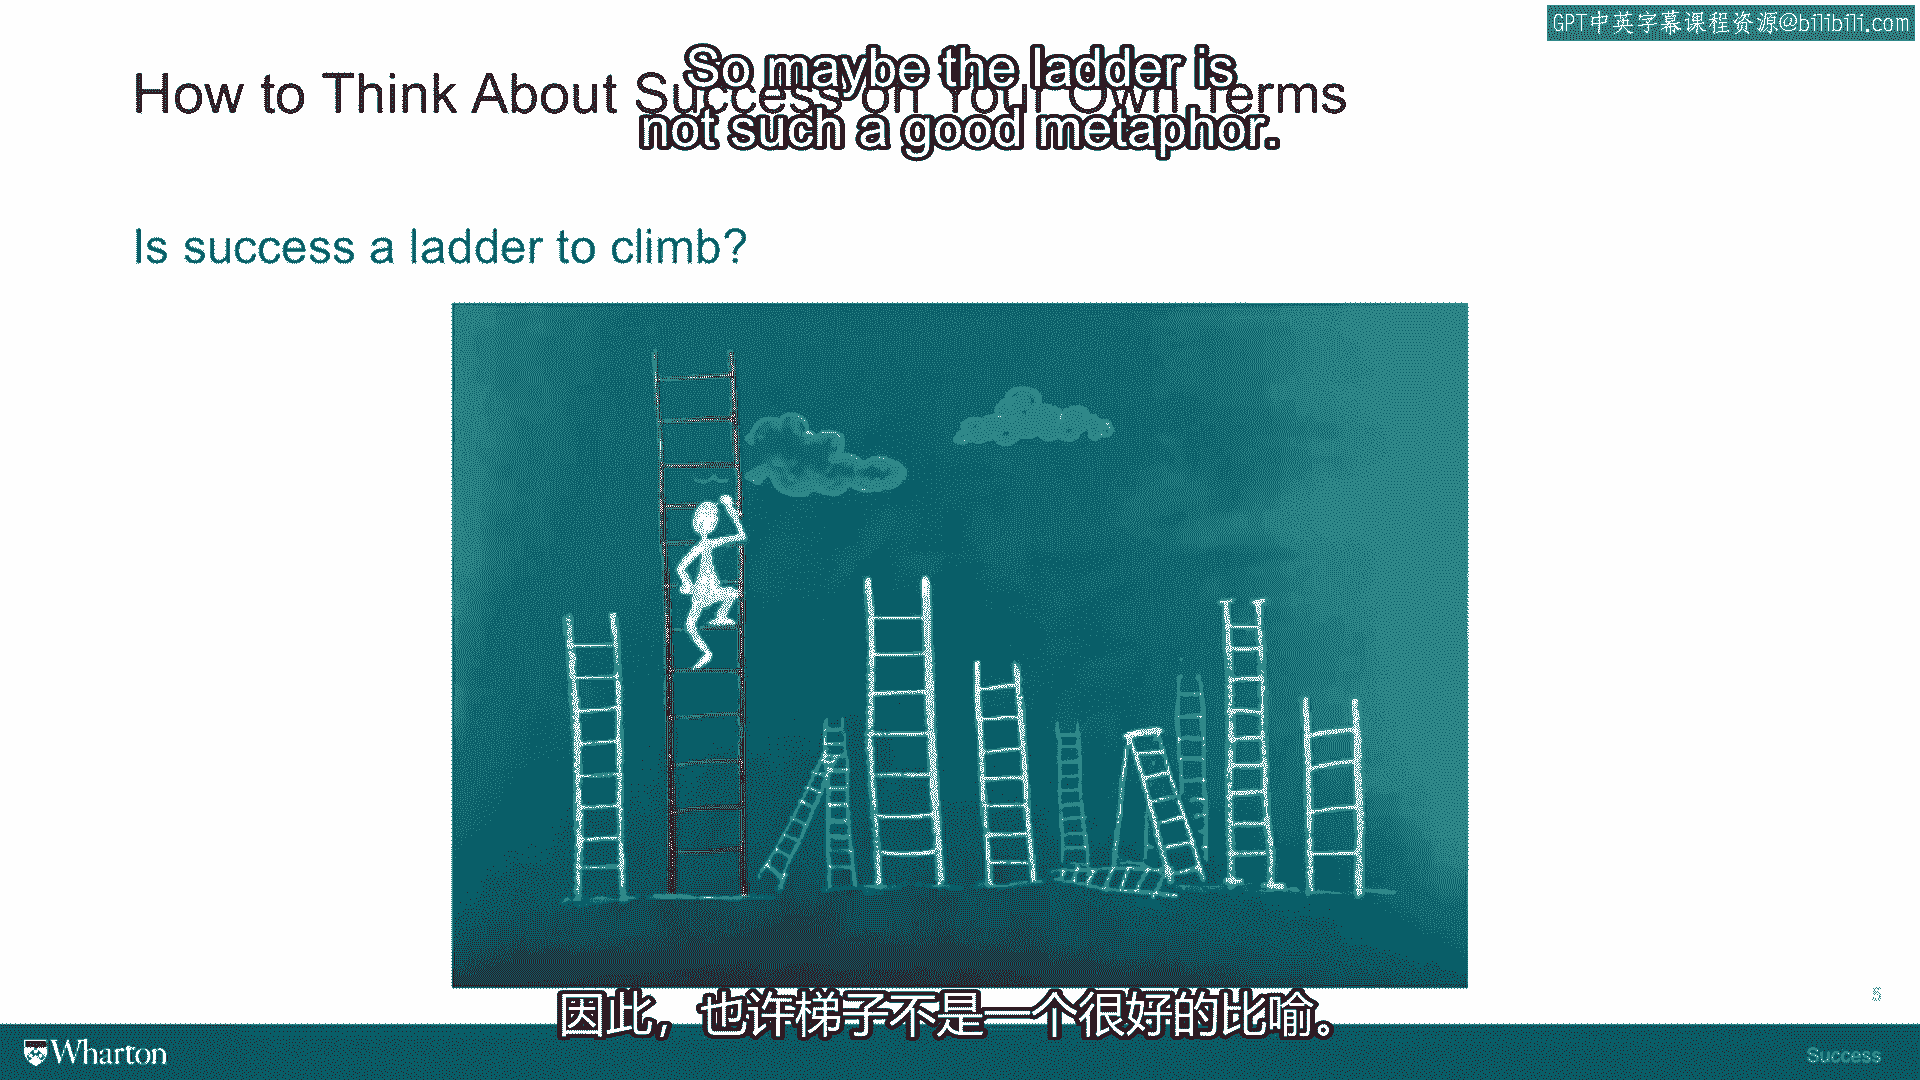 GPT中英字幕课程资源@bilibili.com
How to Think About Success on Your Own Terms
So maybe the ladder is
not such a good metaphor.
Is success a ladder to climb?
因此，也许梯子不是一个很好的比喻。
5
Wharton
Success